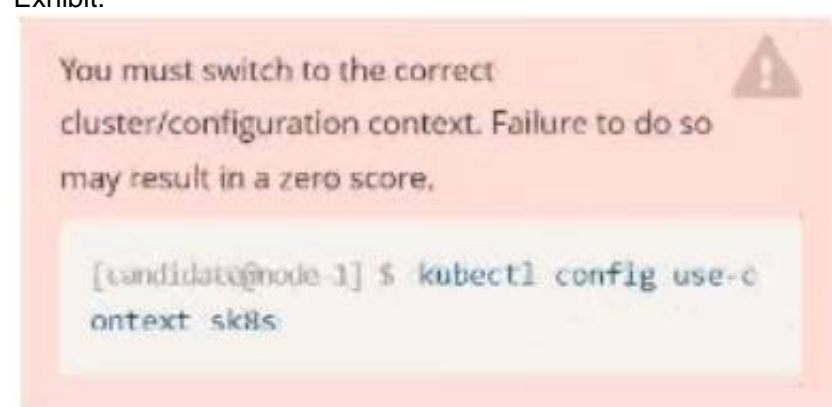 Exhibit:
You must switch to the correct
cluster/configuration context. Failure to do so
may result in a zero score.
[candidate@node-1] $ kubectl config use-c
ontext sk8s